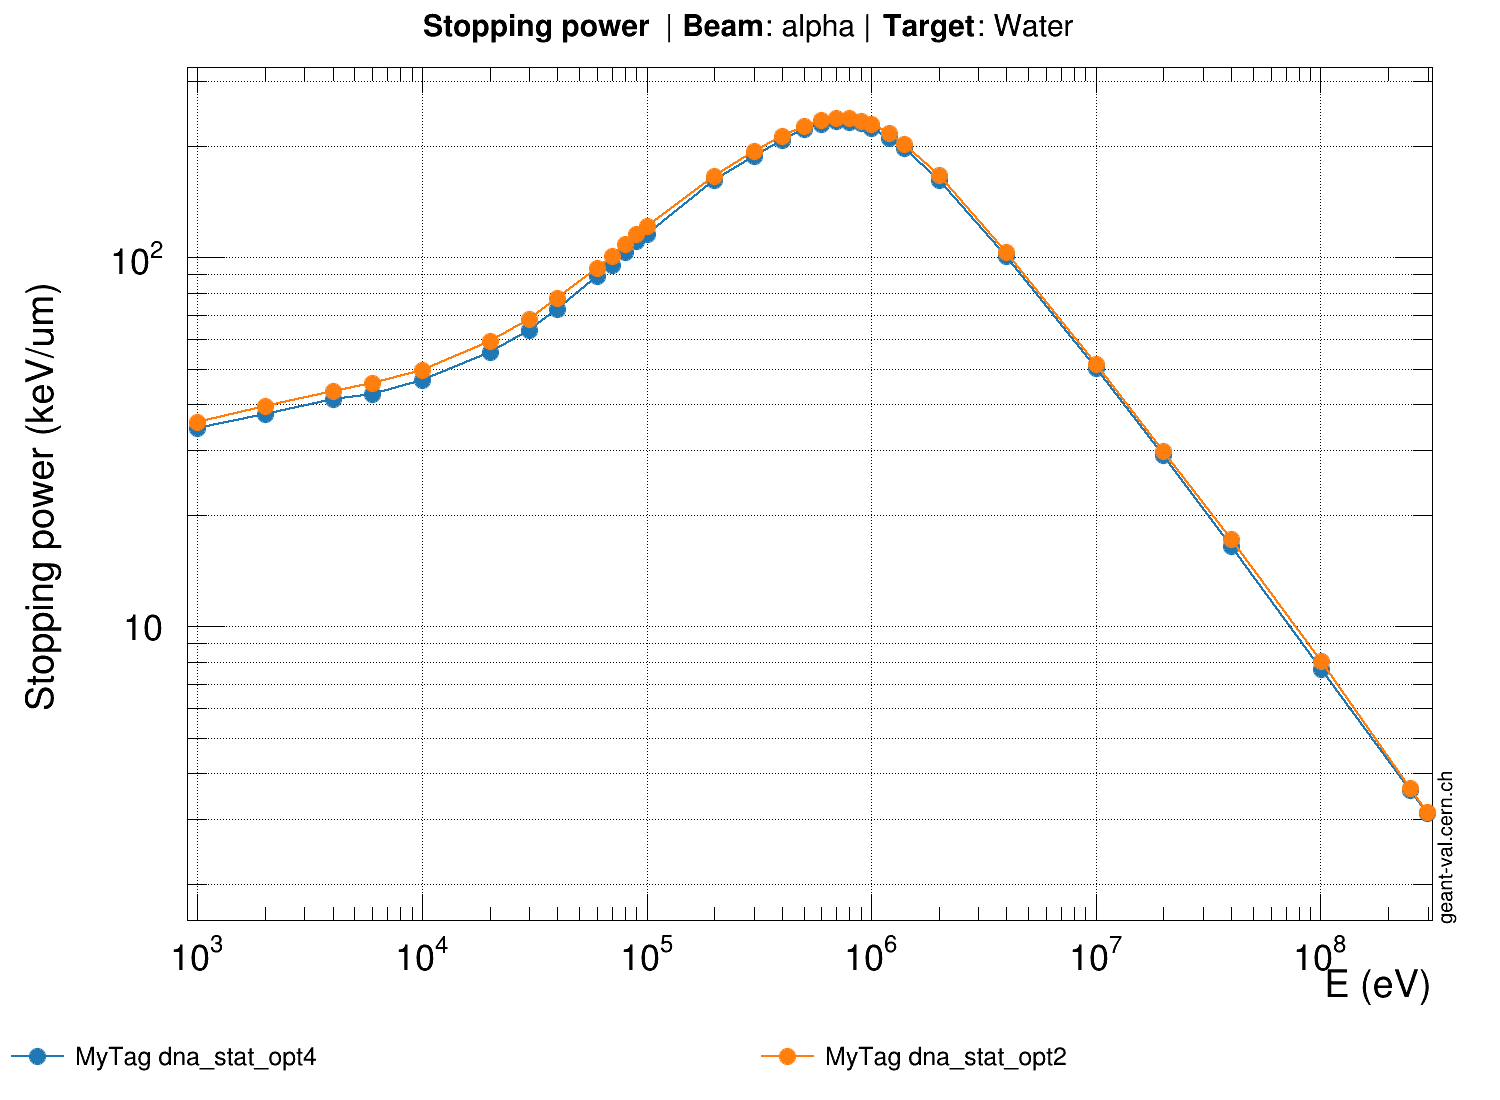 Stopping power | Beam: alpha | Target: Water
Stopping power (keV/um)
10²
10
10³ 10⁴ 10⁵ 10⁶ 10⁷ 10⁸
E (eV)
geant-val.cern.ch
MyTag dna_stat_opt4
MyTag dna_stat_opt2